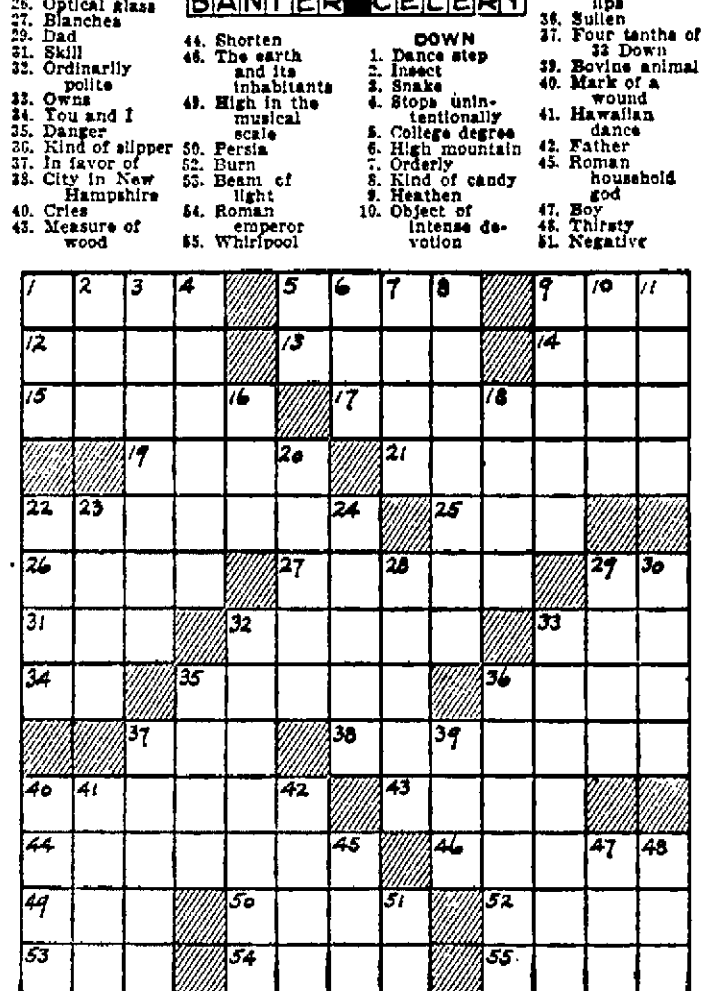 26. Optical glass
27. Blanches
29. Dad
31. Skill
32. Ordinarily
polite
33. Owns
34. You and I
35. Danger
36. Kind of slipper
37. In favor of
38. City in New
Hampshire
40. Cries
43. Measure of
wood
BANTER CELERY
44. Shorten
46. The earth
and its
inhabitants
49. High in the
musical
scale
50. Persia
52. Burn
53. Beam of
light
54. Roman
emperor
55. Whirlpool
DOWN
1. Dance step
2. Insect
3. Snake
4. Stops unin-
tentionally
5. College degree
6. High mountain
7. Orderly
8. Kind of candy
9. Heathen
10. Object of
intense de-
votion
lips
36. Sullen
37. Four tenths of
33 Down
39. Bovine animal
40. Mark of a
wound
41. Hawaiian
dance
42. Father
45. Roman
household
god
47. Boy
48. Thirsty
51. Negative
1 2 3 4 5 6 7 8 9 10 11
12 13 14
15 16 17 18
19 20 21
22 23 24 25
26 27 28 29 30
31 32 33
34 35 36
37 38 39
40 41 42 43
44 45 46 47 48
49 50 51 52
53 54 55